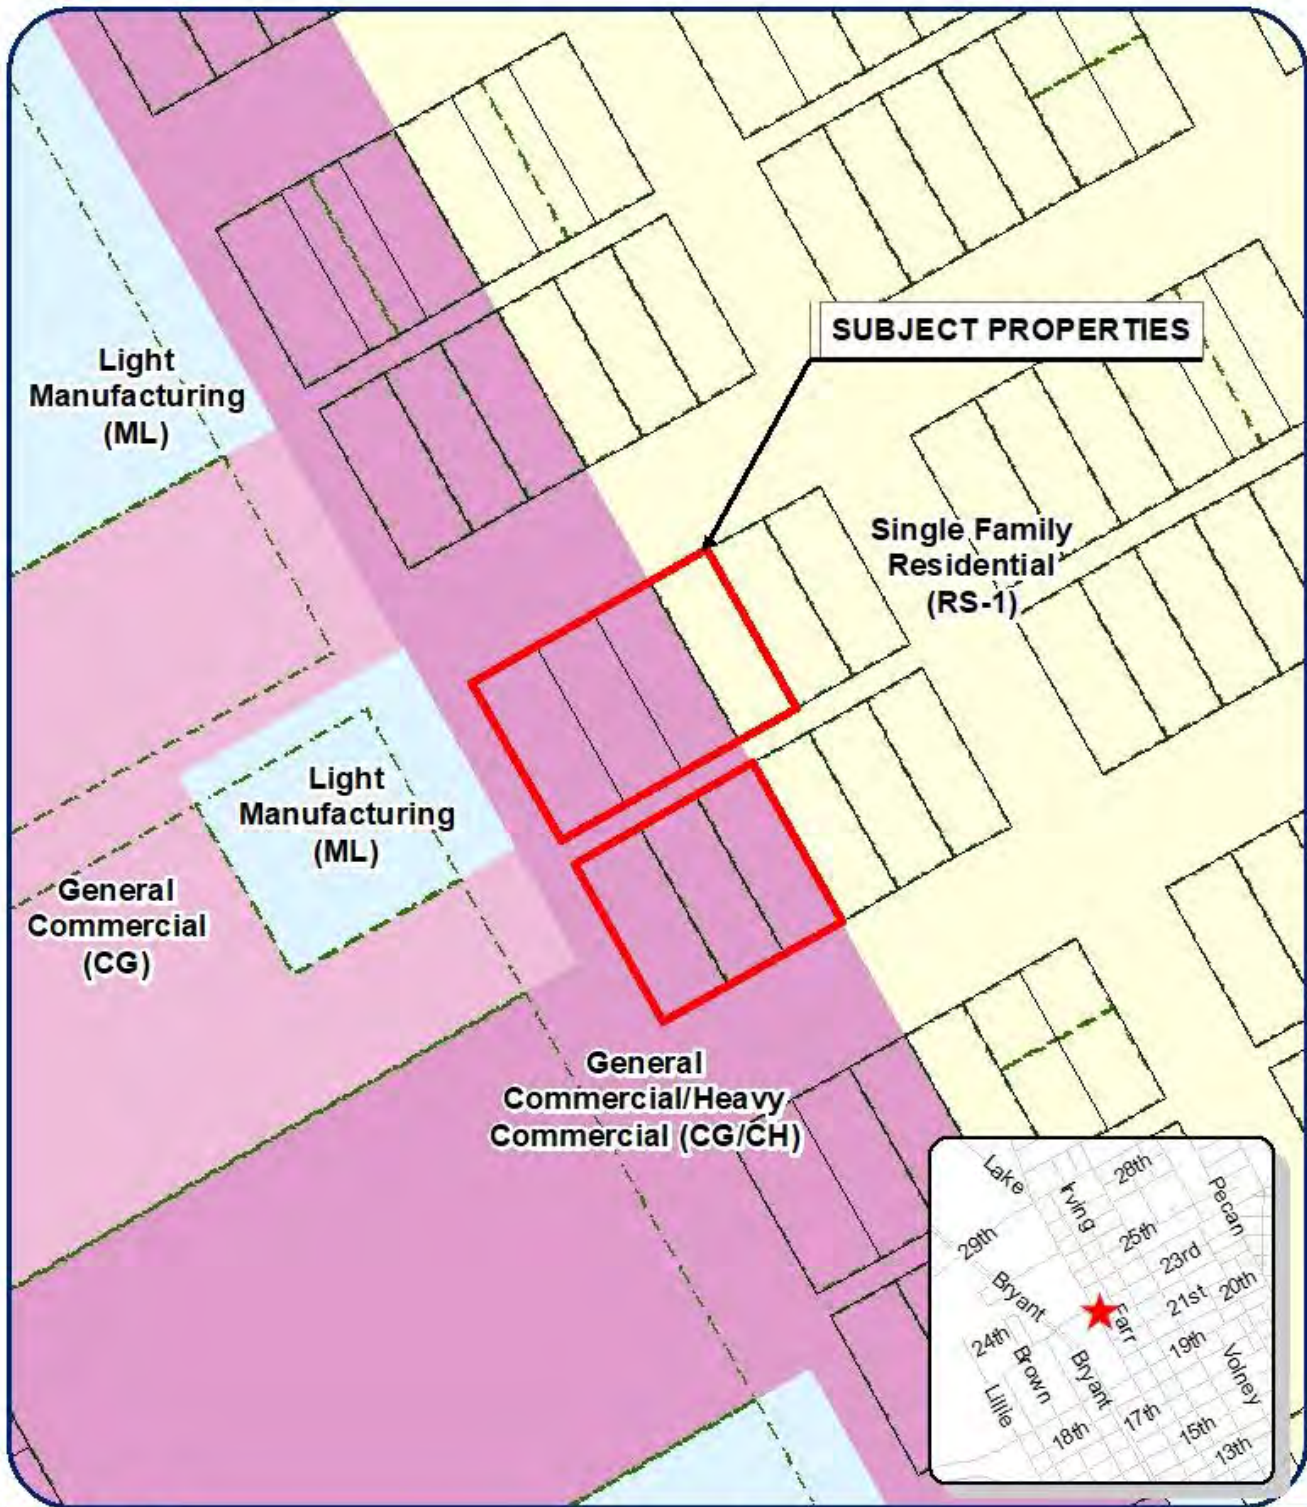 SUBJECT PROPERTIES
Light
Manufacturing
(ML)
Single Family
Residential
(RS-1)
Light
Manufacturing
(ML)
General
Commercial
(CG)
General
Commercial/Heavy
Commercial (CG/CH)
Lake
Irving
28th
Pecan
29th
25th
23rd
Bryant
21st
20th
Farr
24th
Brown
Bryant
19th
Volney
Lillie
18th
17th
15th
13th